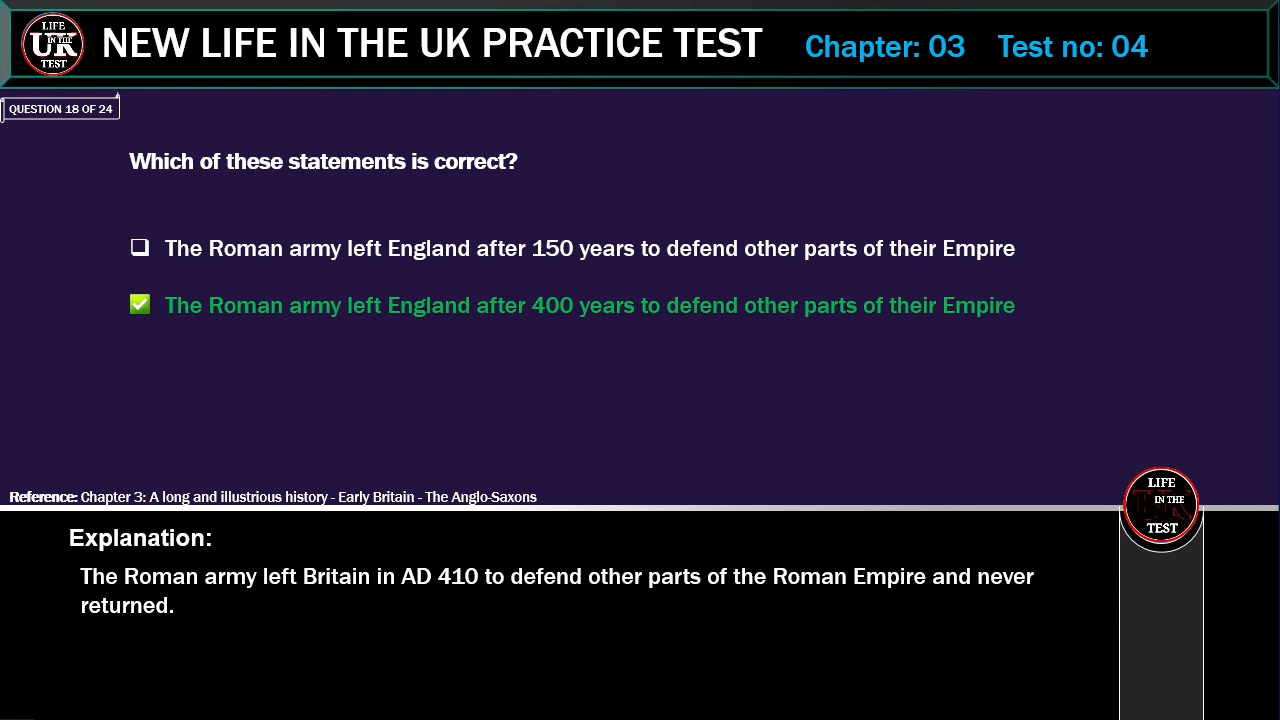 LIFE
IN THE
UK
TEST
NEW LIFE IN THE UK PRACTICE TEST
Chapter: 03
Test no: 04
QUESTION 18 OF 24
Which of these statements is correct?
The Roman army left England after 150 years to defend other parts of their Empire
The Roman army left England after 400 years to defend other parts of their Empire
Reference: Chapter 3: A long and illustrious history - Early Britain - The Anglo-Saxons
LIFE
IN THE
UK
TEST
Explanation:
The Roman army left Britain in AD 410 to defend other parts of the Roman Empire and never
returned.